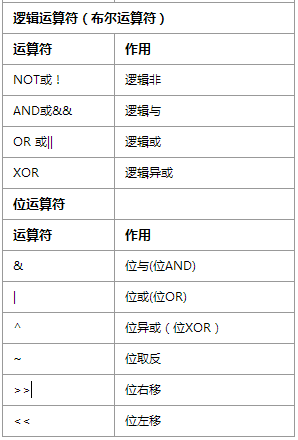 逻辑运算符（布尔运算符）
运算符 作用
NOT或！ 逻辑非
AND或&& 逻辑与
OR 或|| 逻辑或
XOR 逻辑异或
位运算符
运算符 作用
& 位与(位AND)
| 位或(位OR)
^ 位异或（位XOR）
~ 位取反
>> 位右移
<< 位左移